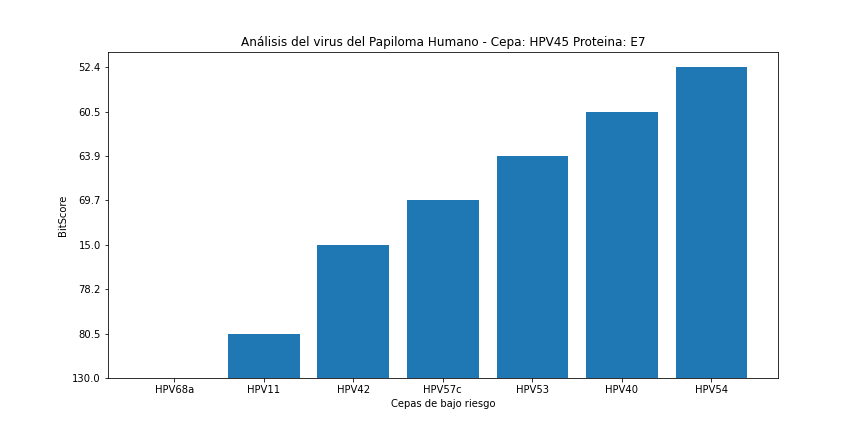 Análisis del virus del Papiloma Humano - Cepa: HPV45 Proteina: E7
52.4
60.5
63.9
69.7
15.0
78.2
80.5
130.0
BitScore
HPV68a HPV11 HPV42 HPV57c HPV53 HPV40 HPV54
Cepas de bajo riesgo